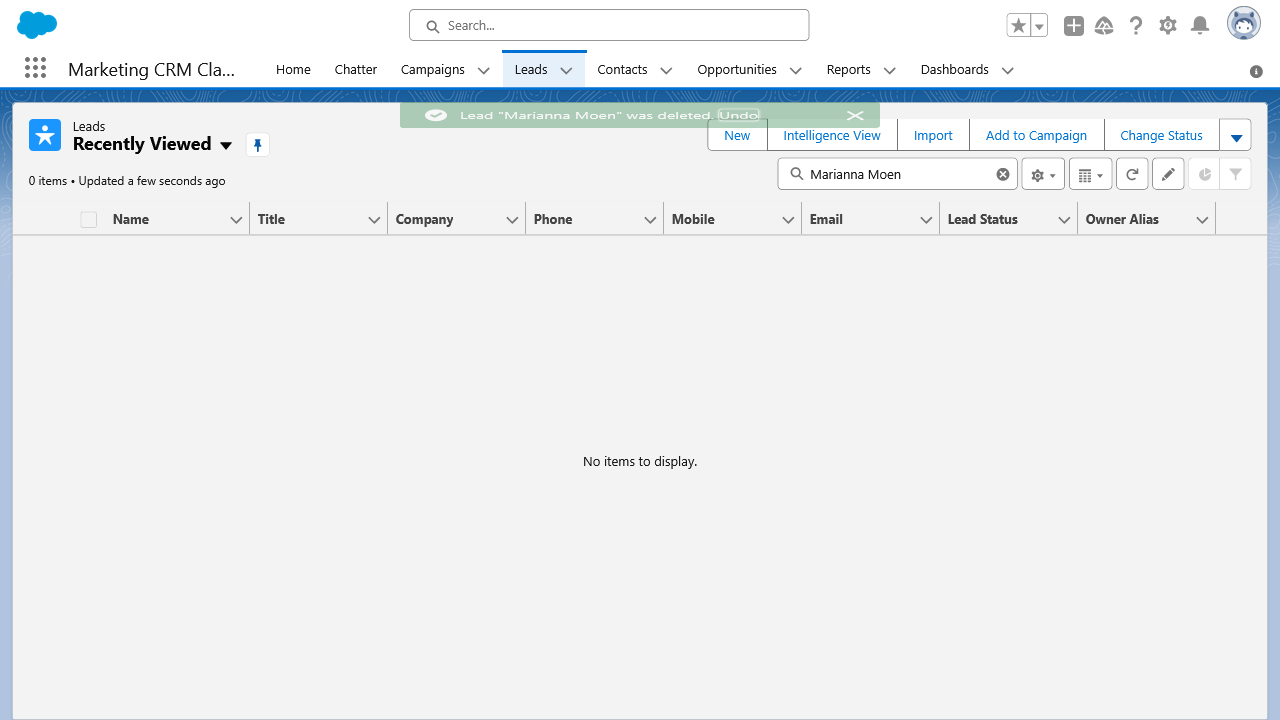 Search...
Marketing CRM Cla...
Home
Chatter
Campaigns
Leads
Contacts
Opportunities
Reports
Dashboards
Lead "Marianna Moen" was deleted. Undo
Leads
Recently Viewed
New
Intelligence View
Import
Add to Campaign
Change Status
0 items • Updated a few seconds ago
Marianna Moen
Name
Title
Company
Phone
Mobile
Email
Lead Status
Owner Alias
No items to display.